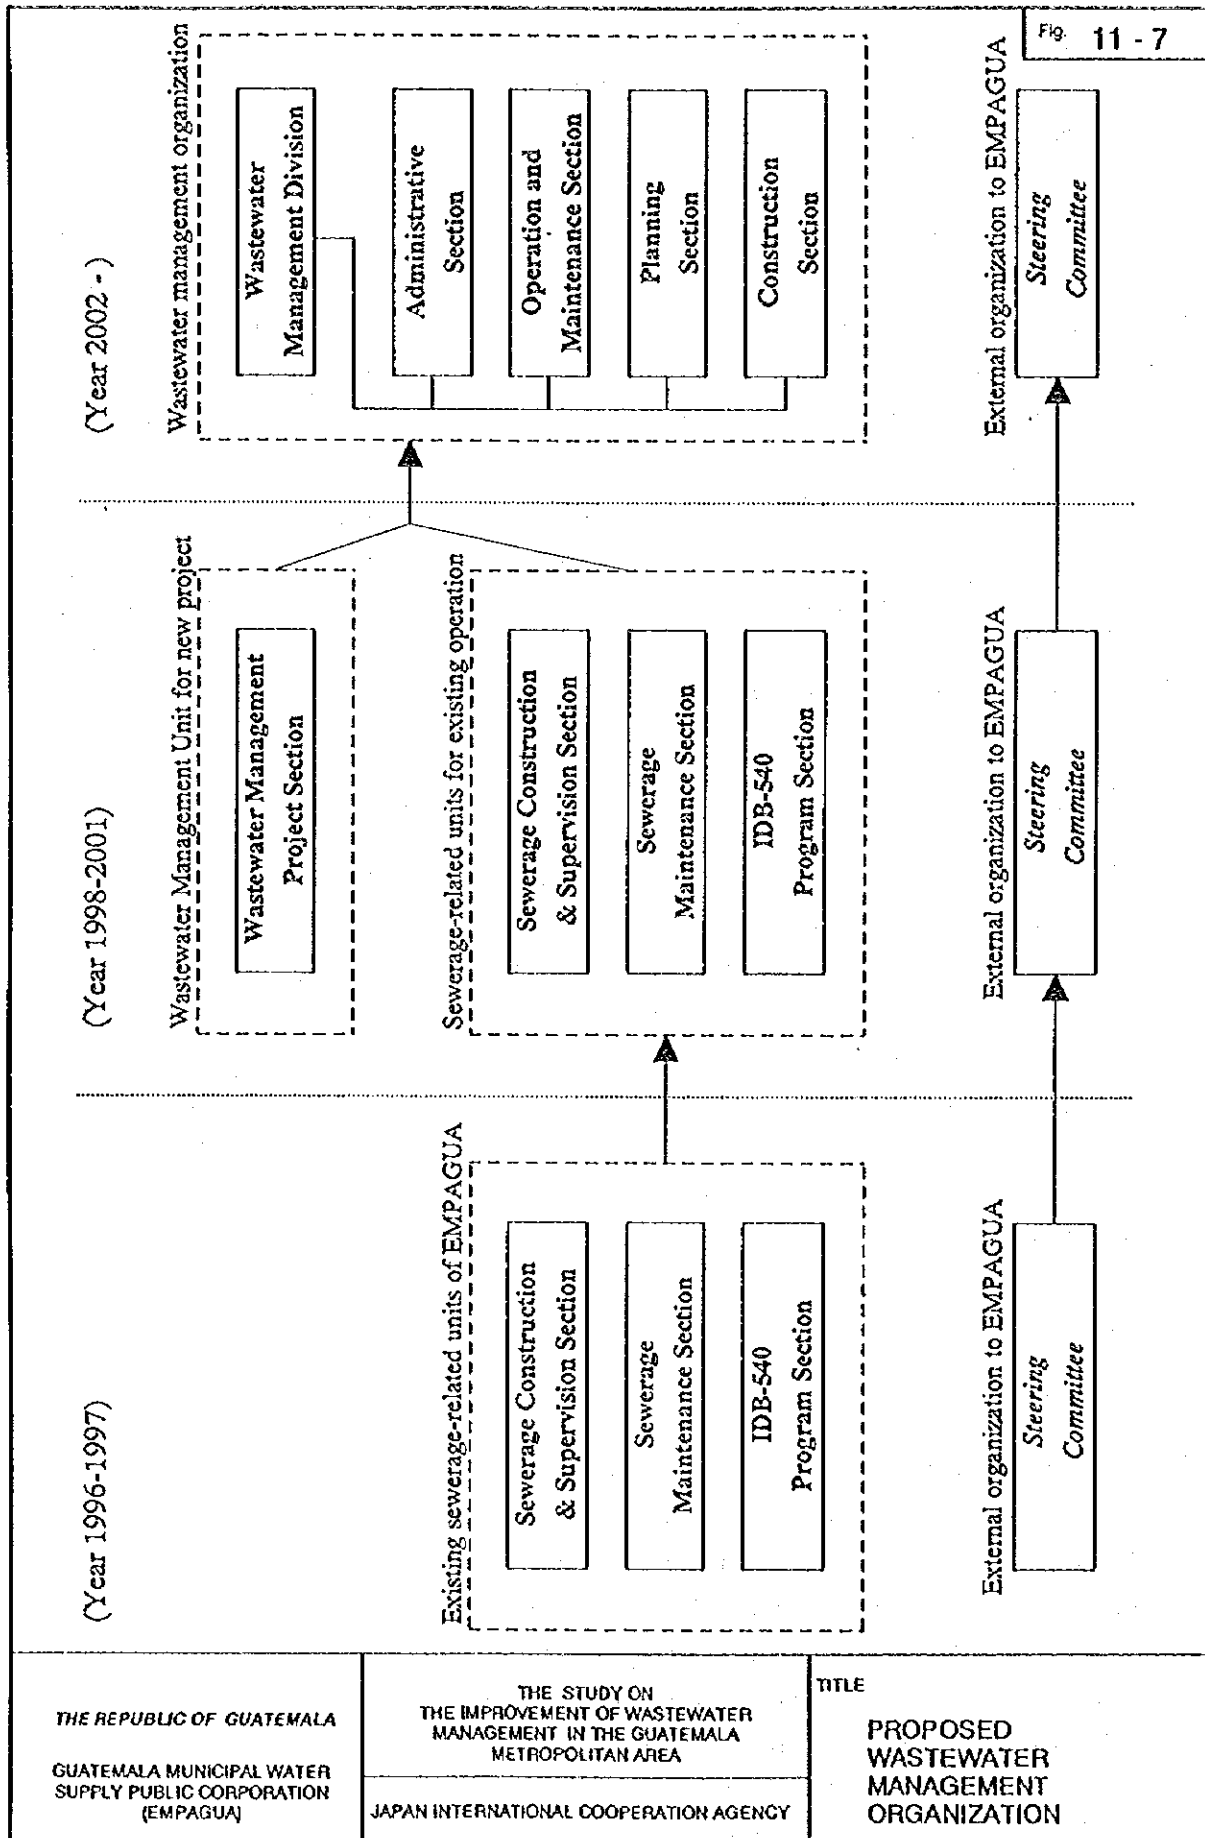 Fig. 11 - 7
(Year 1996-1997)
Existing sewerage-related units of EMPAGUA
Sewerage Construction
& Supervision Section
Sewerage
Maintenance Section
IDB-540
Program Section
External organization to EMPAGUA
Steering
Committee
(Year 1998-2001)
Wastewater Management Unit for new project
Wastewater Management
Project Section
Sewerage-related units for existing operation
Sewerage Construction
& Supervision Section
Sewerage
Maintenance Section
IDB-540
Program Section
External organization to EMPAGUA
Steering
Committee
(Year 2002 - )
Wastewater management organization
Wastewater
Management Division
Administrative
Section
Operation and
Maintenance Section
Planning
Section
Construction
Section
External organization to EMPAGUA
Steering
Committee
THE REPUBLIC OF GUATEMALA
GUATEMALA MUNICIPAL WATER
SUPPLY PUBLIC CORPORATION
(EMPAGUA)
THE STUDY ON
THE IMPROVEMENT OF WASTEWATER
MANAGEMENT IN THE GUATEMALA
METROPOLITAN AREA
JAPAN INTERNATIONAL COOPERATION AGENCY
TITLE
PROPOSED
WASTEWATER
MANAGEMENT
ORGANIZATION